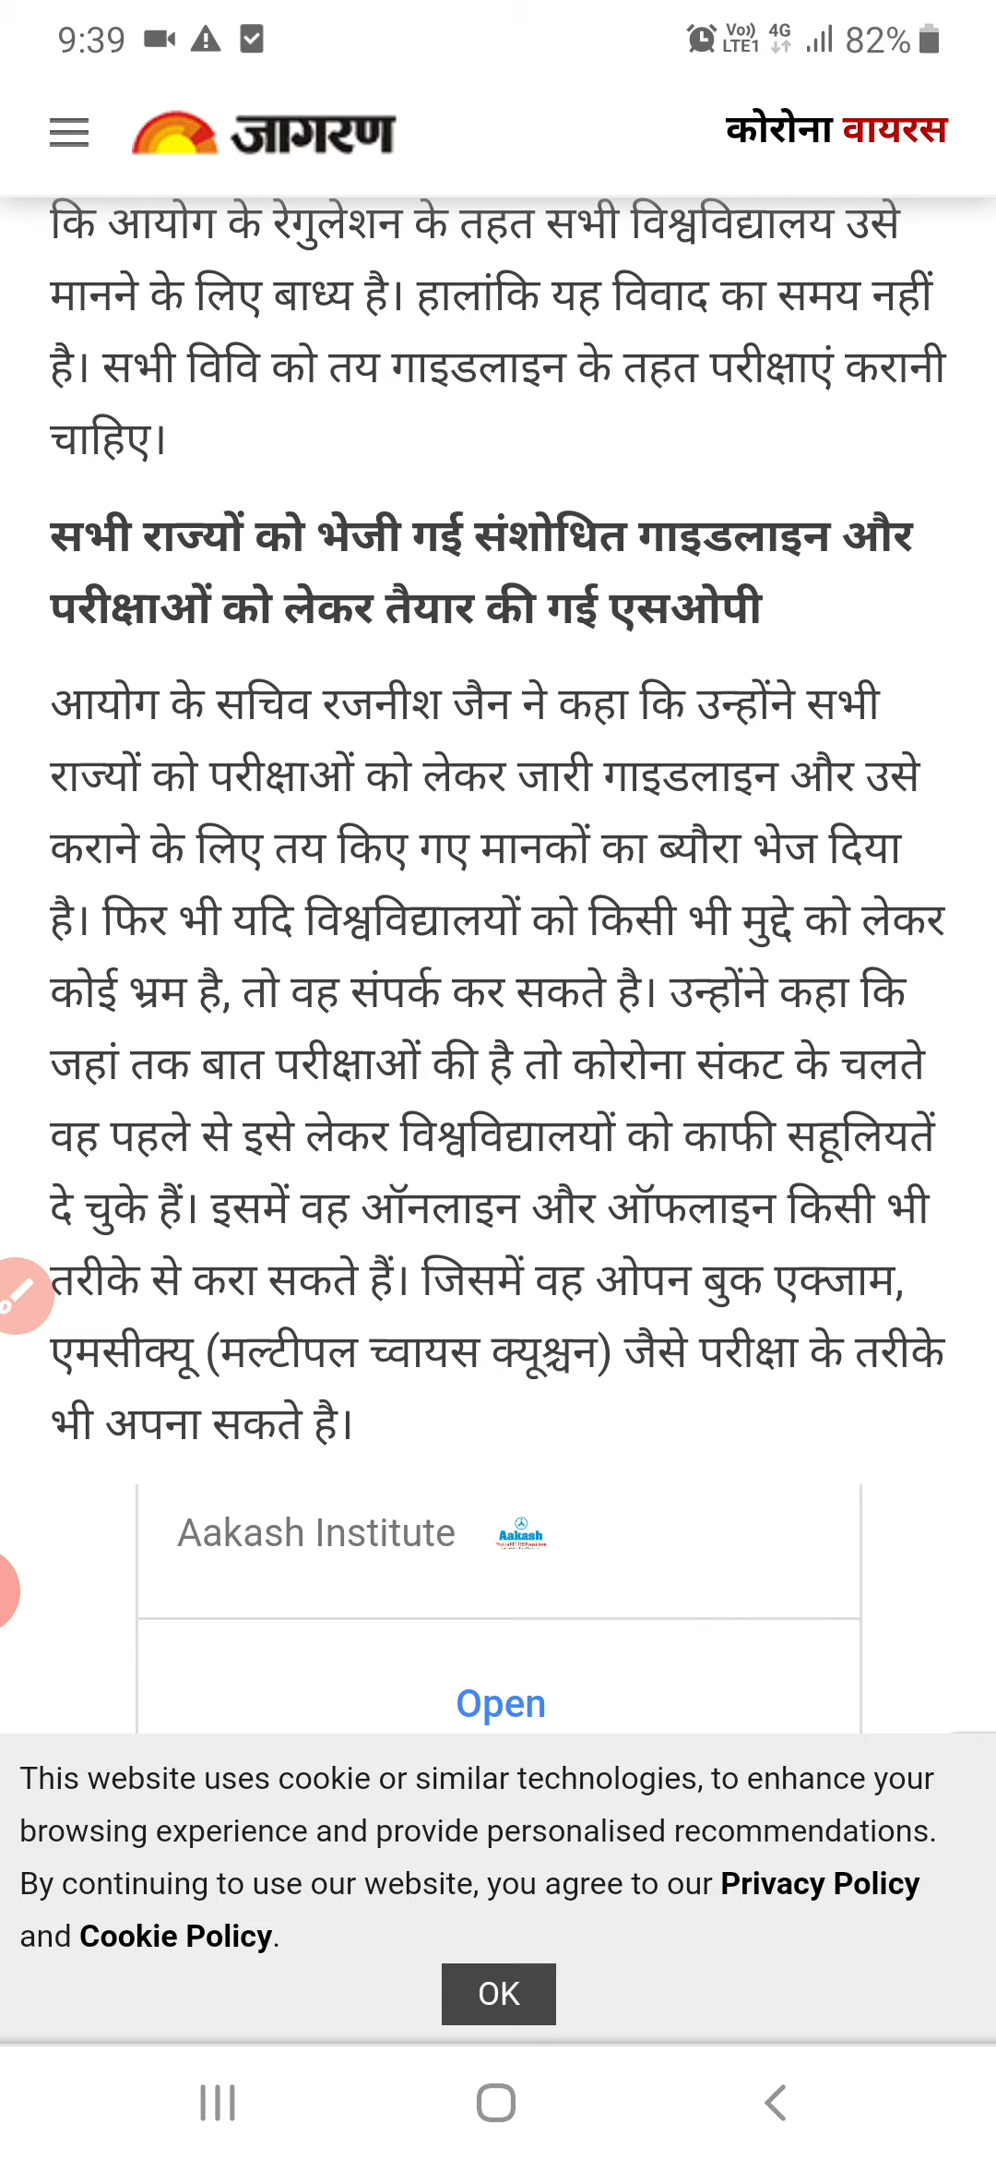 9:39 Vo)) LTE1 4G 82%
जागरण कोरोना वायरस
कि आयोग के रेगुलेशन के तहत सभी विश्वविद्यालय उसे
मानने के लिए बाध्य है। हालांकि यह विवाद का समय नहीं
है। सभी विवि को तय गाइडलाइन के तहत परीक्षाएं करानी
चाहिए।
सभी राज्यों को भेजी गई संशोधित गाइडलाइन और
परीक्षाओं को लेकर तैयार की गई एसओपी
आयोग के सचिव रजनीश जैन ने कहा कि उन्होंने सभी
राज्यों को परीक्षाओं को लेकर जारी गाइडलाइन और उसे
कराने के लिए तय किए गए मानकों का ब्यौरा भेज दिया
है। फिर भी यदि विश्वविद्यालयों को किसी भी मुद्दे को लेकर
कोई भ्रम है, तो वह संपर्क कर सकते है। उन्होंने कहा कि
जहां तक बात परीक्षाओं की है तो कोरोना संकट के चलते
वह पहले से इसे लेकर विश्वविद्यालयों को काफी सहूलियतें
दे चुके हैं। इसमें वह ऑनलाइन और ऑफलाइन किसी भी
तरीके से करा सकते हैं। जिसमें वह ओपन बुक एक्जाम,
एमसीक्यू (मल्टीपल च्वायस क्यूश्चन) जैसे परीक्षा के तरीके
भी अपना सकते है।
Aakash Institute Aakash
Open
This website uses cookie or similar technologies, to enhance your
browsing experience and provide personalised recommendations.
By continuing to use our website, you agree to our Privacy Policy
and Cookie Policy.
OK